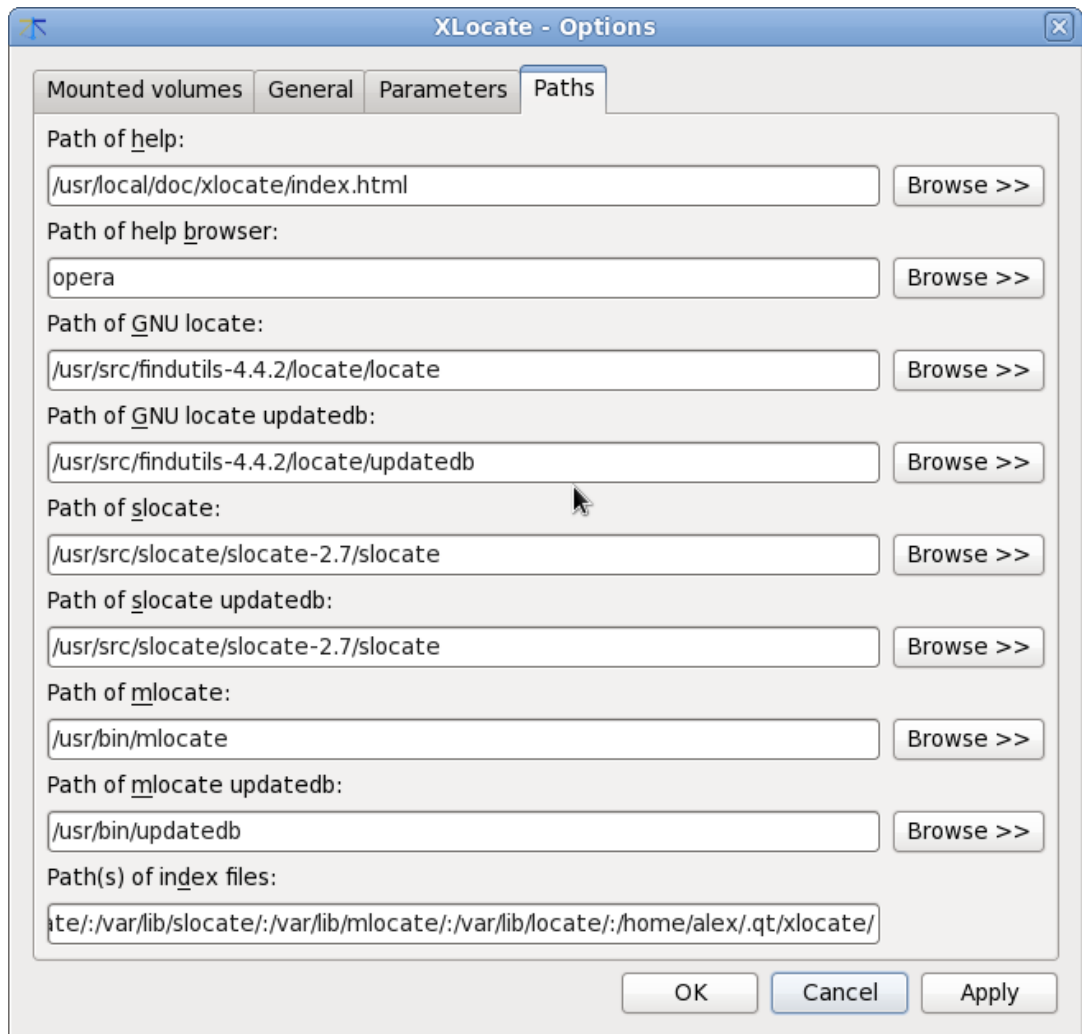 XLocate - Options
Mounted volumes General Parameters Paths
Path of help:
/usr/local/doc/xlocate/index.html Browse >>
Path of help browser:
opera Browse >>
Path of GNU locate:
/usr/src/findutils-4.4.2/locate/locate Browse >>
Path of GNU locate updatedb:
/usr/src/findutils-4.4.2/locate/updatedb Browse >>
Path of slocate:
/usr/src/slocate/slocate-2.7/slocate Browse >>
Path of slocate updatedb:
/usr/src/slocate/slocate-2.7/slocate Browse >>
Path of mlocate:
/usr/bin/mlocate Browse >>
Path of mlocate updatedb:
/usr/bin/updatedb Browse >>
Path(s) of index files:
ate/:/var/lib/slocate/:/var/lib/mlocate/:/var/lib/locate/:/home/alex/.qt/xlocate/
OK Cancel Apply